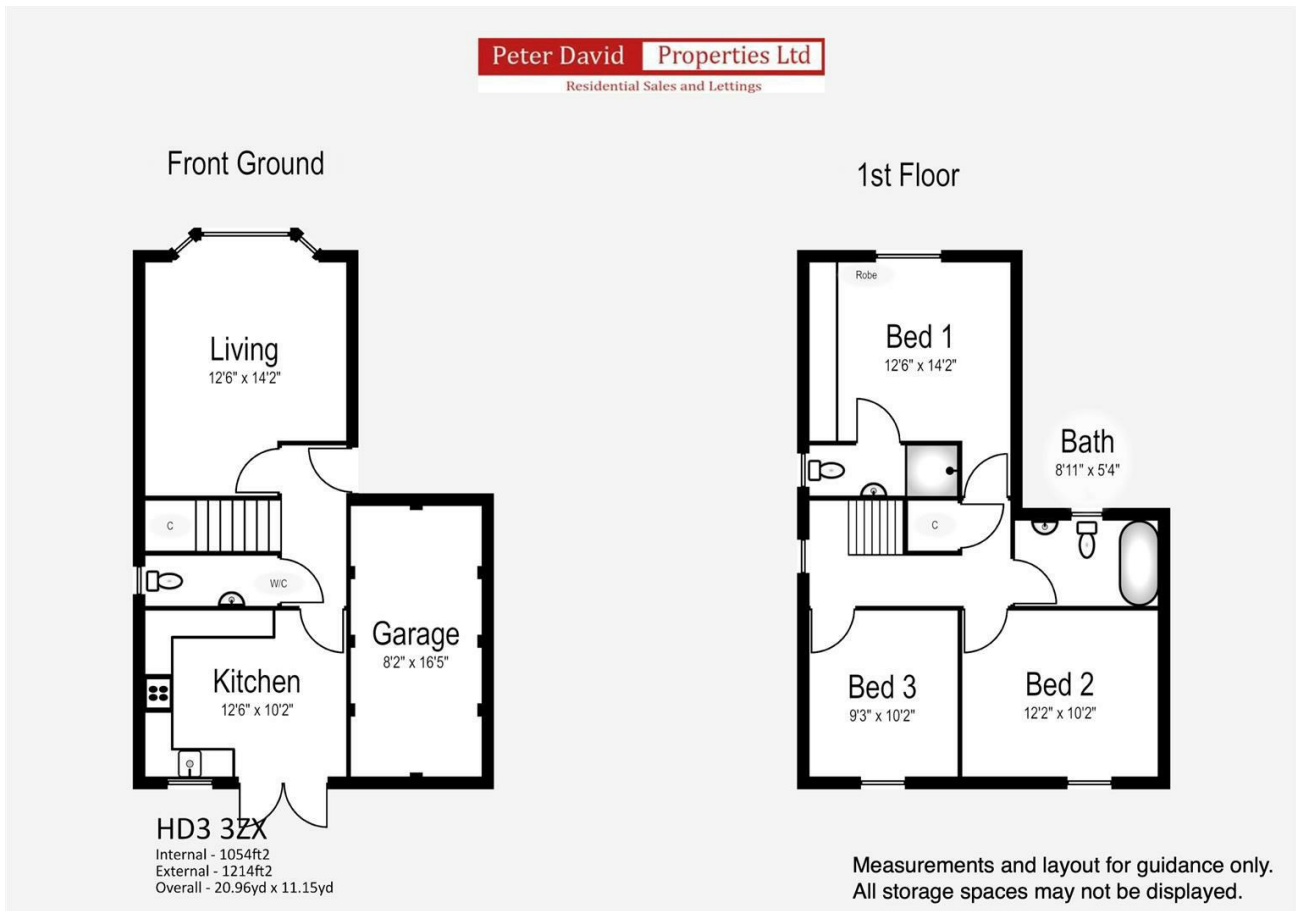 Peter David Properties Ltd
Residential Sales and Lettings
Front Ground
1st Floor
Living
12'6" x 14'2"
C
W/C
Kitchen
12'6" x 10'2"
Garage
8'2" x 16'5"
Robe
Bed 1
12'6" x 14'2"
Bath
8'11" x 5'4"
C
Bed 3
9'3" x 10'2"
Bed 2
12'2" x 10'2"
HD3 3ZX
Internal - 1054ft2
External - 1214ft2
Overall - 20.96yd x 11.15yd
Measurements and layout for guidance only.
All storage spaces may not be displayed.